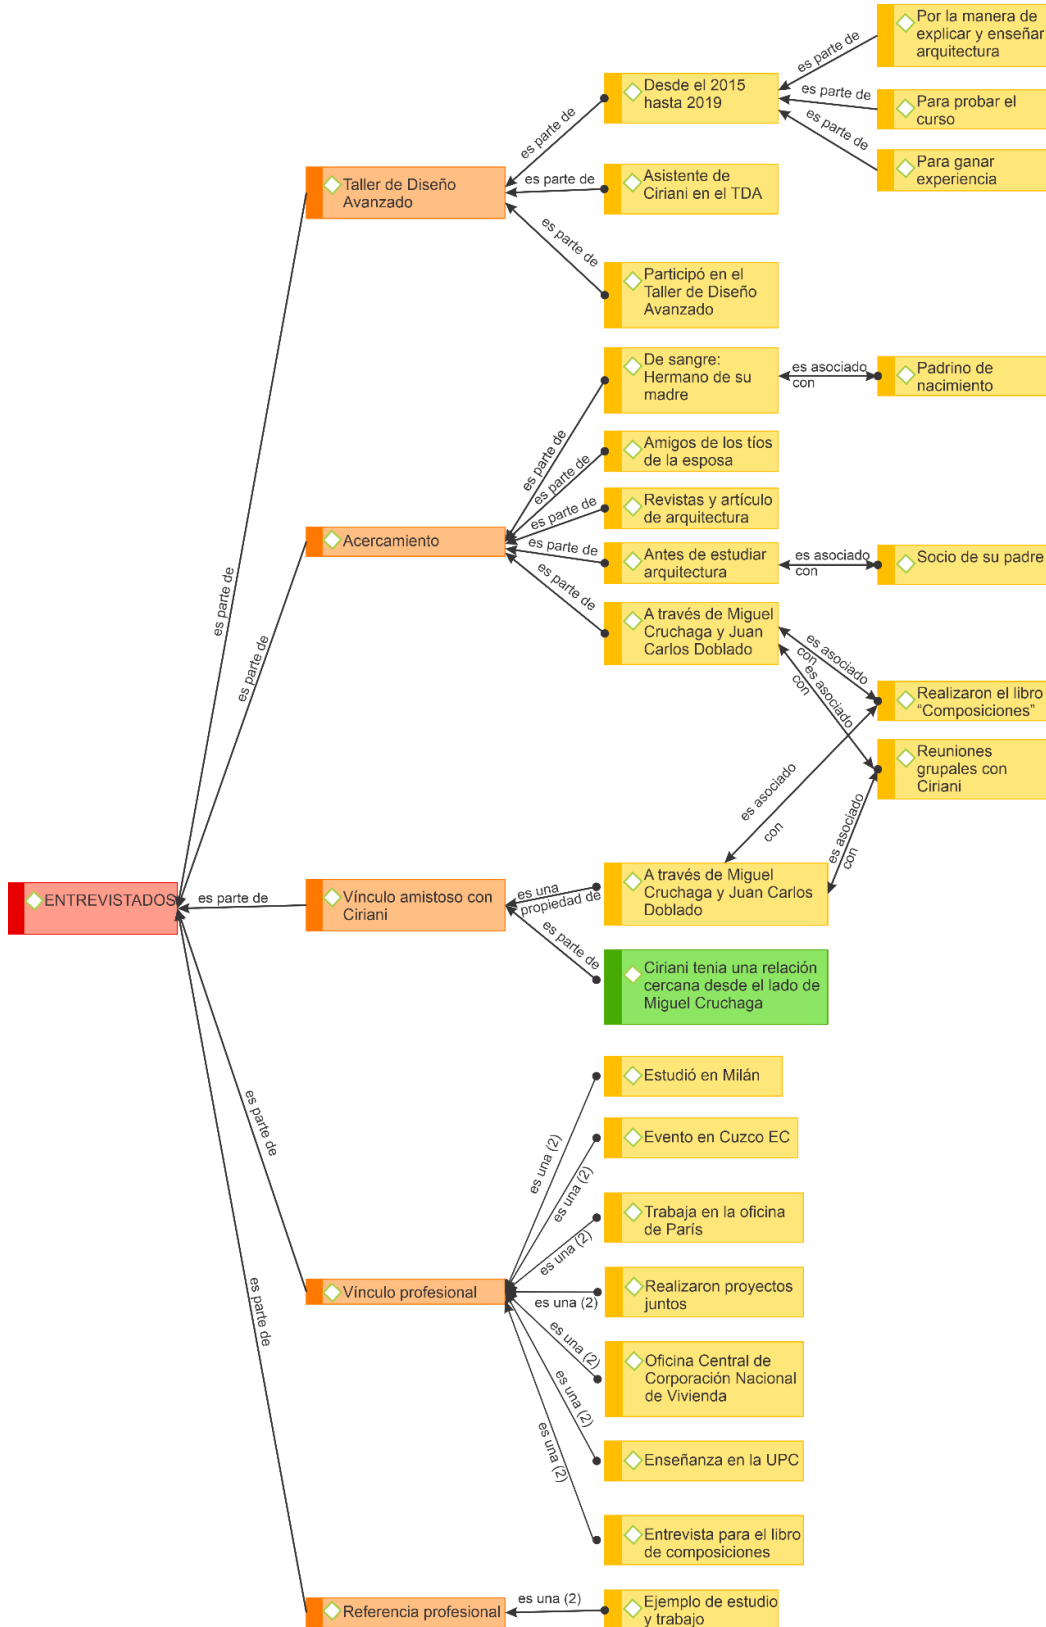 Por la manera de
explicar y enseñar
arquitectura
es parte de
Desde el 2015
hasta 2019
es parte de
Para probar el
curso
es parte de
es parte de
Para ganar
experiencia
Taller de Diseño
Avanzado
es parte de
Asistente de
Ciriani en el TDA
es parte de
Participó en el
Taller de Diseño
Avanzado
De sangre:
Hermano de su
madre
es asociado
con
Padrino de
nacimiento
es parte de
Amigos de los tíos
de la esposa
es parte de
Revistas y artículo
de arquitectura
es parte de
Acercamiento
es parte de
Antes de estudiar
arquitectura
es asociado
con
Socio de su padre
es parte de
A través de Miguel
Cruchaga y Juan
Carlos Doblado
es asociado
con
es asociado
con
es parte de
es parte de
Realizaron el libro
“Composiciones”
Reuniones
grupales con
Ciriani
es asociado
con
es asociado
con
ENTREVISTADOS
es parte de
Vínculo amistoso con
Ciriani
es una
propiedad de
A través de Miguel
Cruchaga y Juan Carlos
Doblado
es parte de
Ciriani tenia una relación
cercana desde el lado de
Miguel Cruchaga
Estudió en Milán
es una (2)
Evento en Cuzco EC
es una (2)
es parte de
Trabaja en la oficina
de París
es una (2)
Vínculo profesional
es una (2)
Realizaron proyectos
juntos
es parte de
es una (2)
Oficina Central de
Corporación Nacional
de Vivienda
es una (2)
Enseñanza en la UPC
es una (2)
Entrevista para el libro
de composiciones
Referencia profesional
es una (2)
Ejemplo de estudio
y trabajo